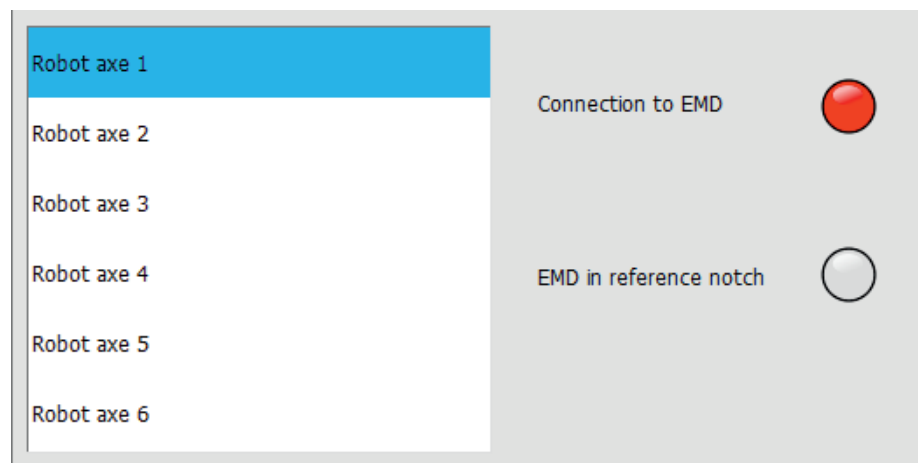 Robot axe 1
Robot axe 2
Robot axe 3
Robot axe 4
Robot axe 5
Robot axe 6
Connection to EMD
EMD in reference notch